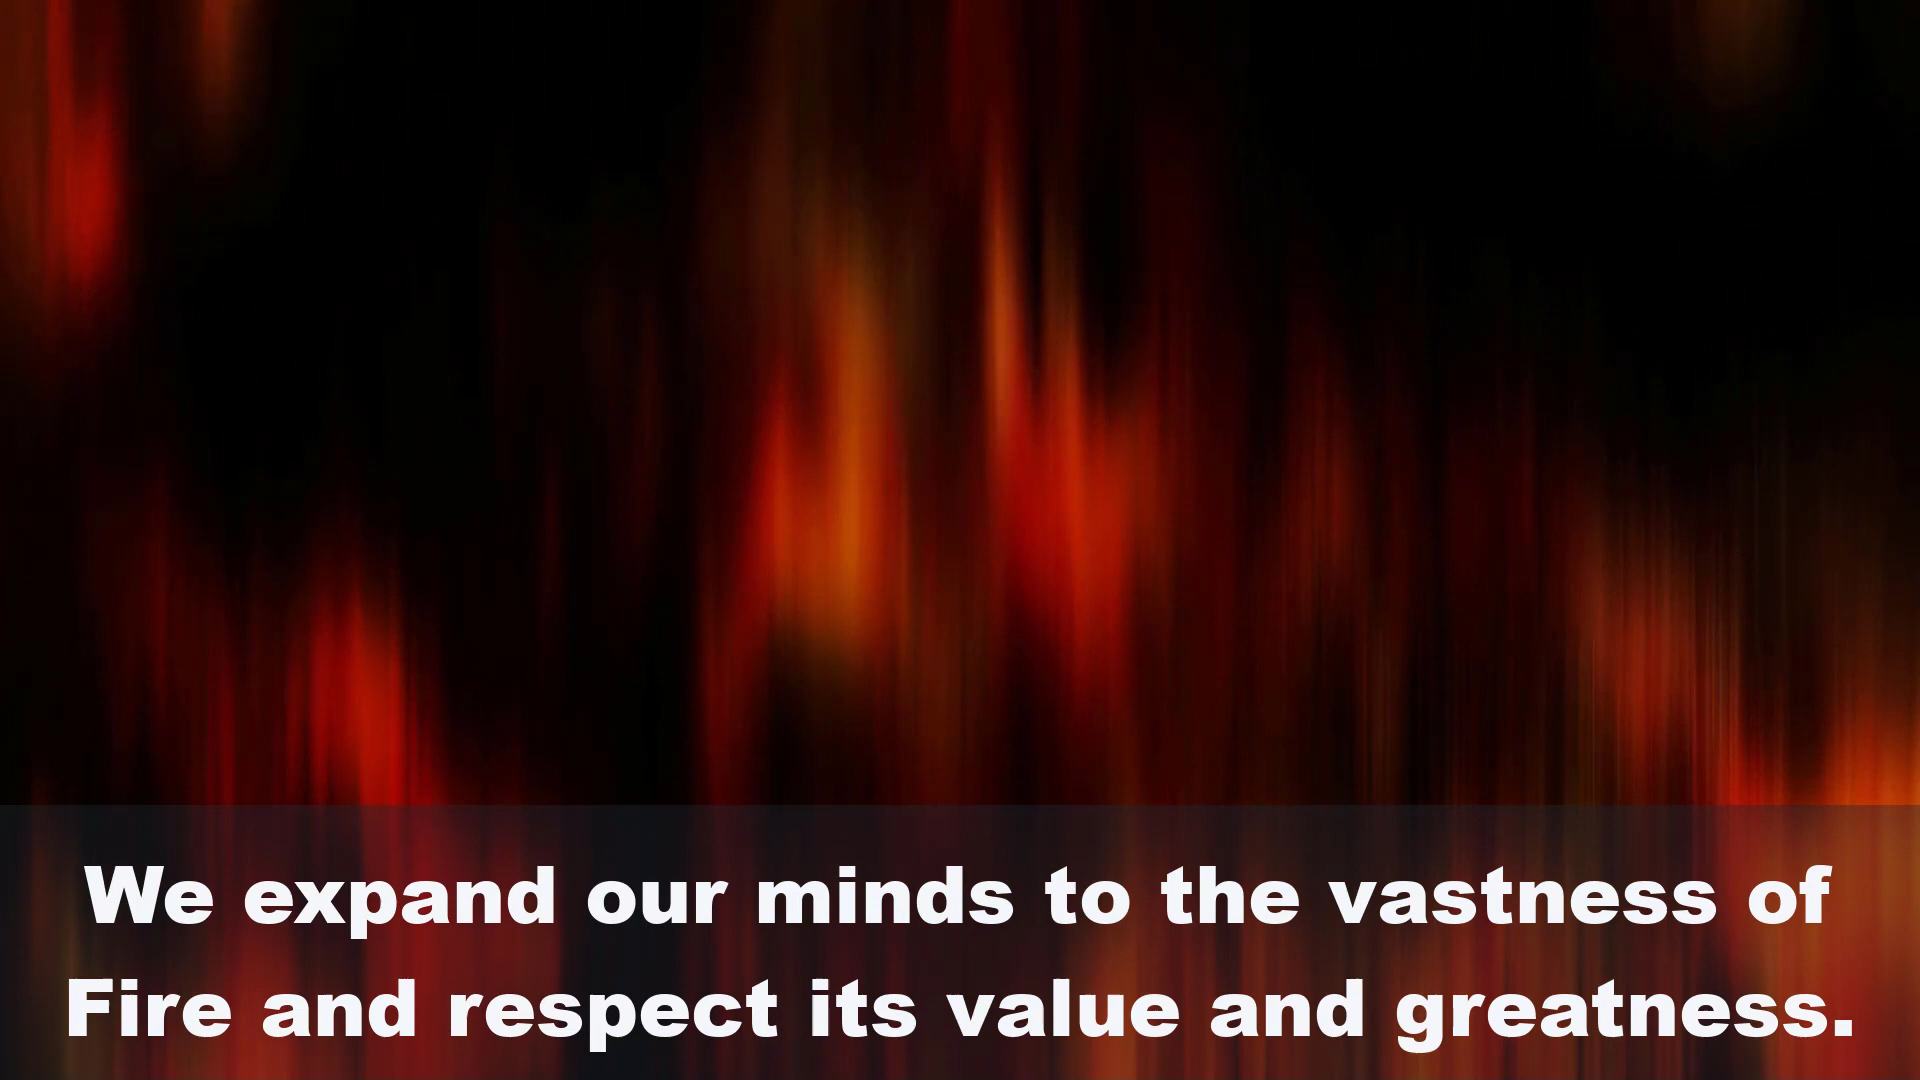 We expand our minds to the vastness of
Fire and respect its value and greatness.